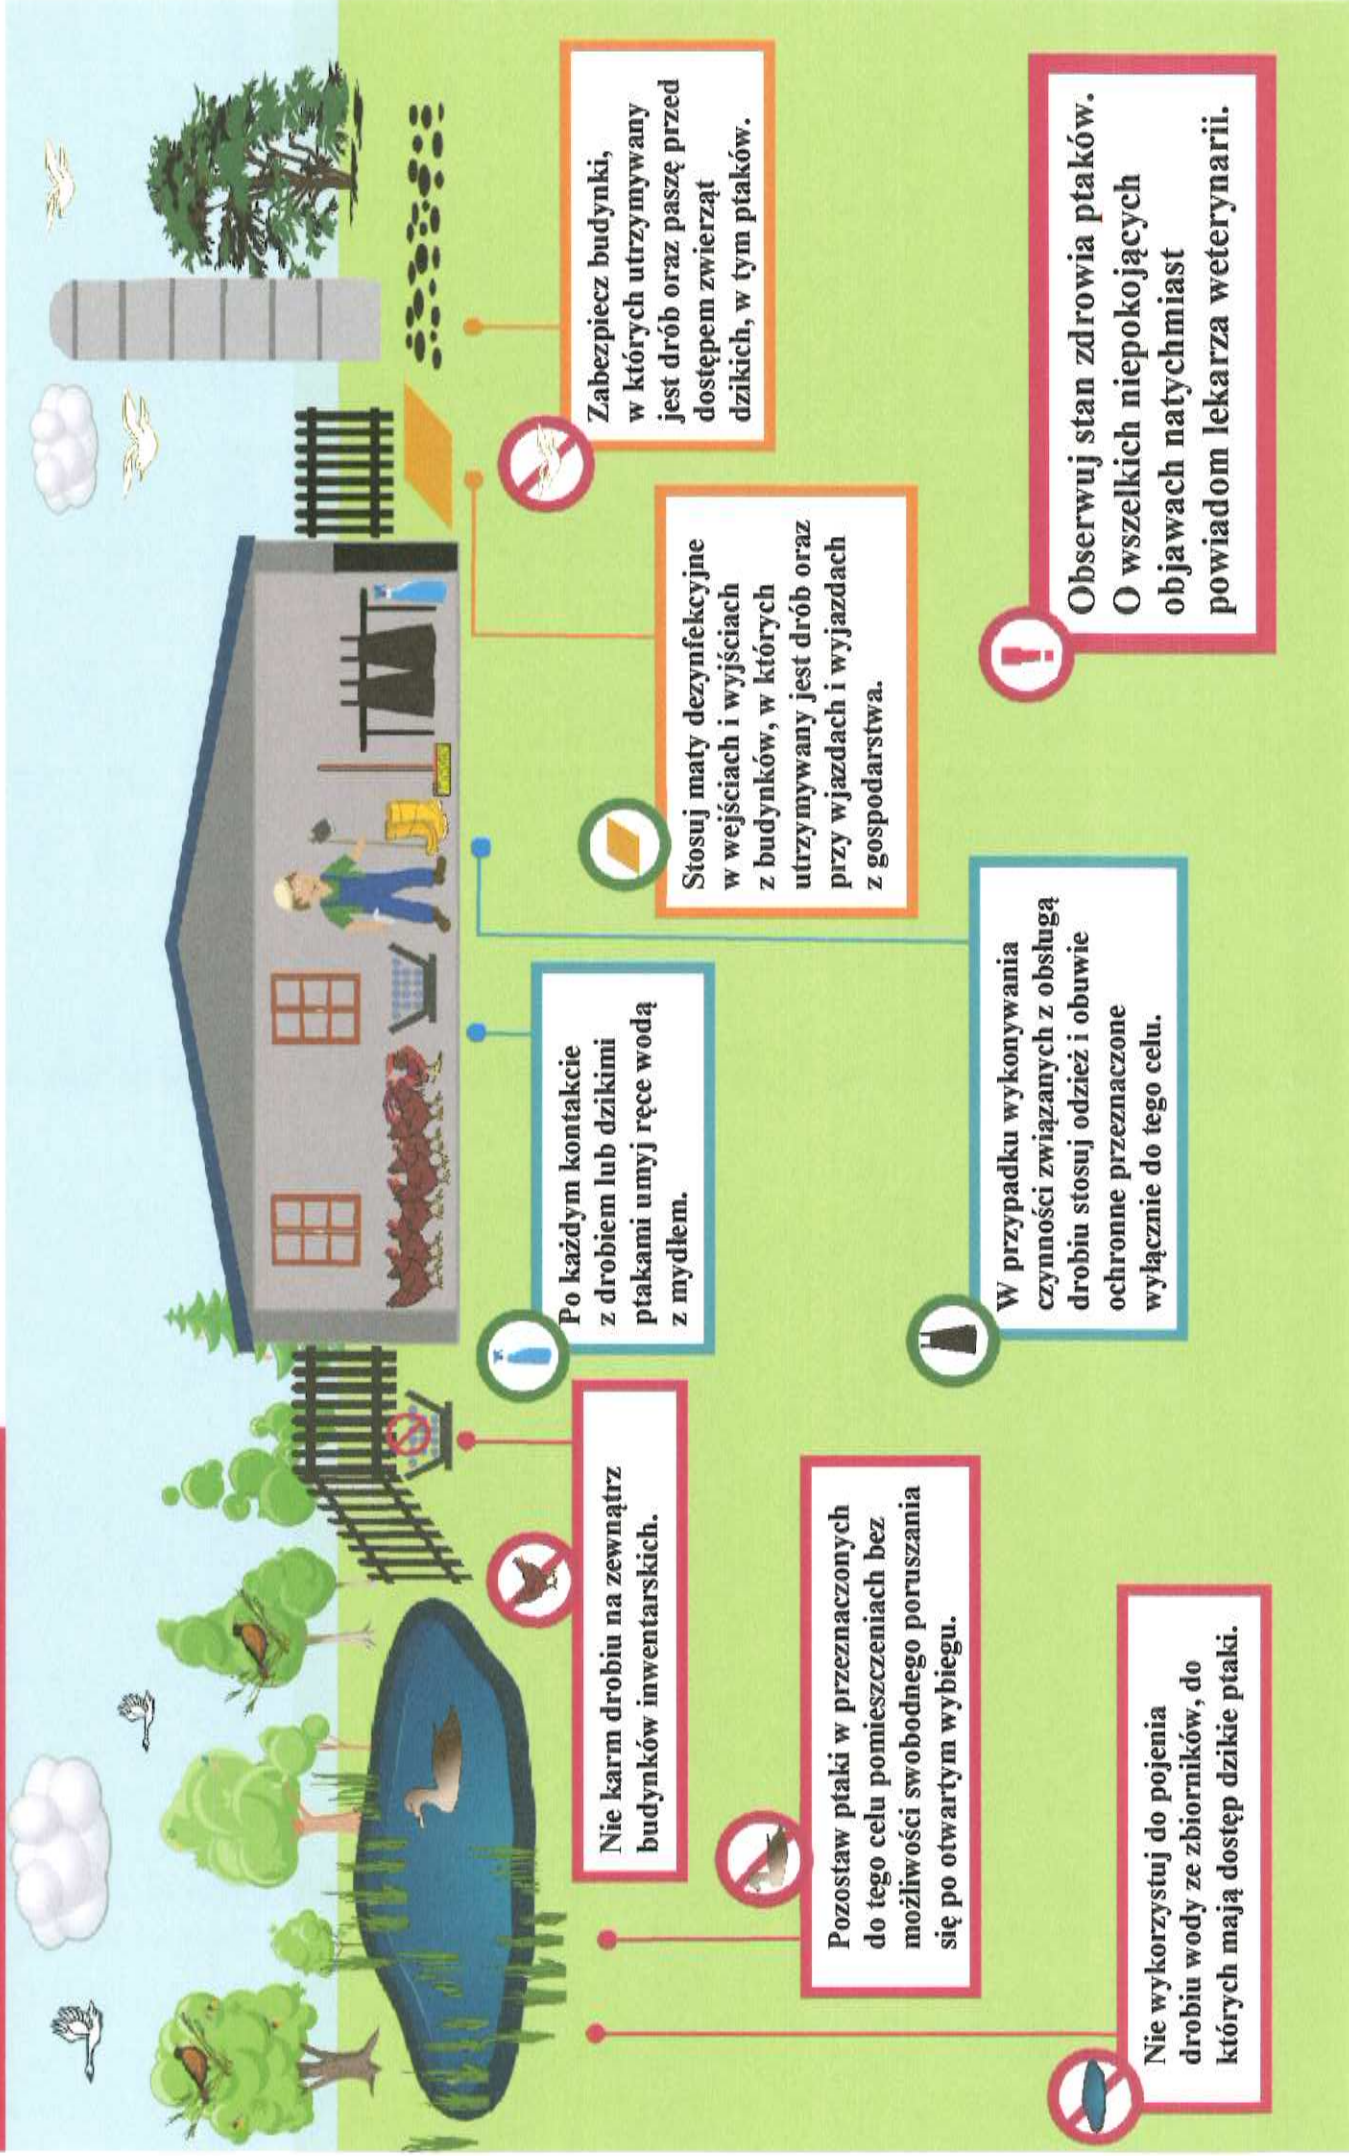 Nie wykorzystuj do pojenia
drobiu wody ze zbiorników, do
których mają dostęp dzikie ptaki.
Pozostaw ptaki w przeznaczonych
do tego celu pomieszczeniach bez
możliwości swobodnego poruszania
się po otwartym wybiegu.
Nie karm drobiu na zewnątrz
budynków inwentarskich.
Po każdym kontakcie
z drobiem lub dzikimi
ptakami umyj ręce wodą
z mydłem.
W przypadku wykonywania
czynności związanych z obsługą
drobiu stosuj odzież i obuwie
ochronne przeznaczone
wyłącznie do tego celu.
Stosuj maty dezynfekcyjne
w wejściach i wyjściach
z budynków, w których
utrzymywany jest drób oraz
przy wjazdach i wyjazdach
z gospodarstwa.
Zabezpiecz budynki,
w których utrzymywany
jest drób oraz paszę przed
dostępem zwierząt
dzikich, w tym ptaków.
Obserwuj stan zdrowia ptaków.
O wszelkich niepokojących
objawach natychmiast
powiadom lekarza weterynarii.